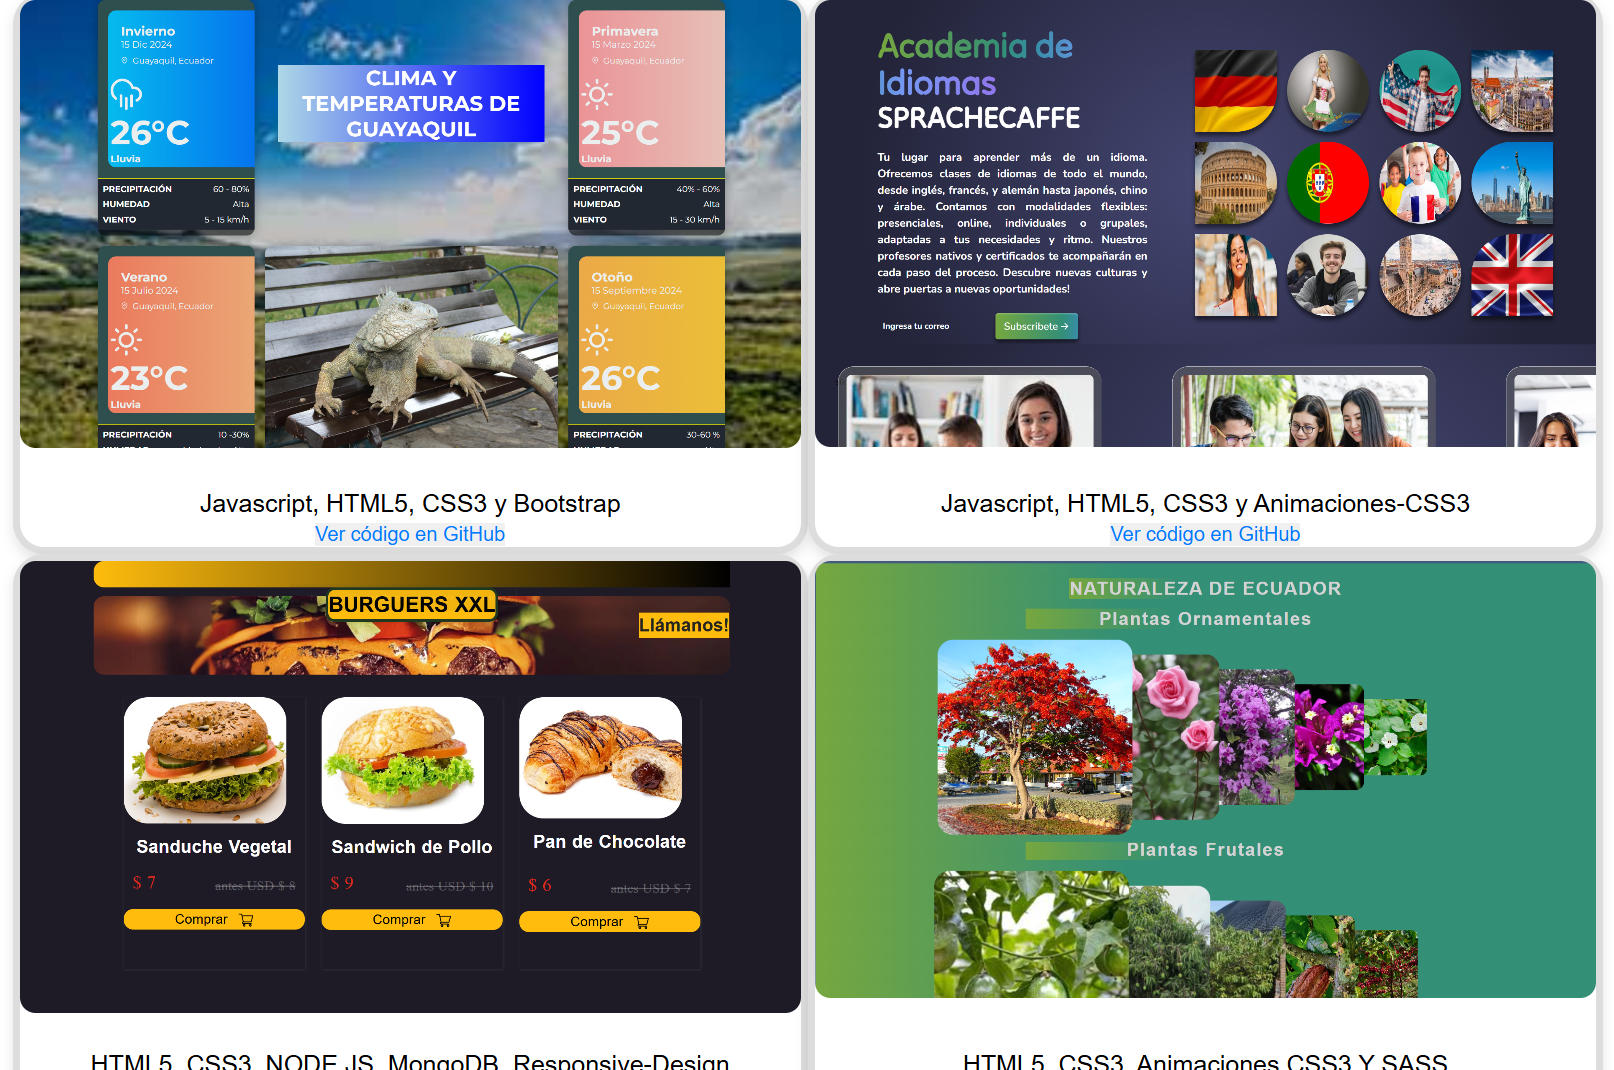 Invierno
15 Dic 2024
Guayaquil, Ecuador
26°C
Lluvia
PRECIPITACIÓN 60 - 80%
HUMEDAD Alta
VIENTO 5 - 15 km/h
CLIMA Y
TEMPERATURAS DE
GUAYAQUIL
Primavera
15 Marzo 2024
Guayaquil, Ecuador
25°C
Lluvia
PRECIPITACIÓN 40% - 60%
HUMEDAD Alta
VIENTO 15 - 30 km/h
Verano
15 Julio 2024
Guayaquil, Ecuador
23°C
Lluvia
PRECIPITACIÓN 10 -30%
Otoño
15 Septiembre 2024
Guayaquil, Ecuador
26°C
Lluvia
PRECIPITACIÓN 30-60 %
Javascript, HTML5, CSS3 y Bootstrap
Ver código en GitHub
Academia de
Idiomas
SPRACHECAFFE
Tu lugar para aprender más de un idioma.
Ofrecemos clases de idiomas de todo el mundo,
desde inglés, francés, y alemán hasta japonés, chino
y árabe. Contamos con modalidades flexibles:
presenciales, online, individuales o grupales,
adaptadas a tus necesidades y ritmo. Nuestros
profesores nativos y certificados te acompañarán en
cada paso del proceso. Descubre nuevas culturas y
abre puertas a nuevas oportunidades!
Ingresa tu correo
Subscribete →
Javascript, HTML5, CSS3 y Animaciones-CSS3
Ver código en GitHub
BURGUERS XXL
Llámanos!
Sanduche Vegetal
$ 7 antes USD $ 8
Comprar
Sandwich de Pollo
$ 9 antes USD $ 10
Comprar
Pan de Chocolate
$ 6 antes USD $ 7
Comprar
HTML5, CSS3, NODE JS, MongoDB, Responsive-Design
NATURALEZA DE ECUADOR
Plantas Ornamentales
Plantas Frutales
HTML5, CSS3, Animaciones CSS3 Y SASS